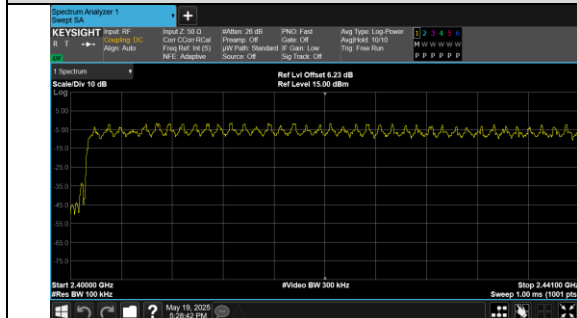 Spectrum Analyzer 1
Swept SA
+
KEYSIGHT Input: RF Input Z: 50 Ω #Atten: 26 dB PNO: Fast Avg Type: Log-Power 1 2 3 4 5 6
R T Coupling: DC Corr CCorr RCal Preamp: Off Gate: Off Avg|Hold: 10/10 M W W W W W
Align: Auto Freq Ref: Int (S) µW Path: Standard IF Gain: Low Trig: Free Run
NFE: Adaptive Source: Off Sig Track: Off P P P P P P
1 Spectrum Ref Lvl Offset 6.23 dB
Scale/Div 10 dB Ref Level 15.00 dBm
Log
5.00
-5.00
-15.0
-25.0
-35.0
-45.0
-55.0
-65.0
-75.0
Start 2.40000 GHz #Video BW 300 kHz Stop 2.44100 GHz
#Res BW 100 kHz Sweep 1.00 ms (1001 pts
? May 19, 2025
5:28:42 PM